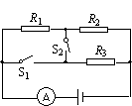 R₁ R₂
S₂
S₁ R₃
A